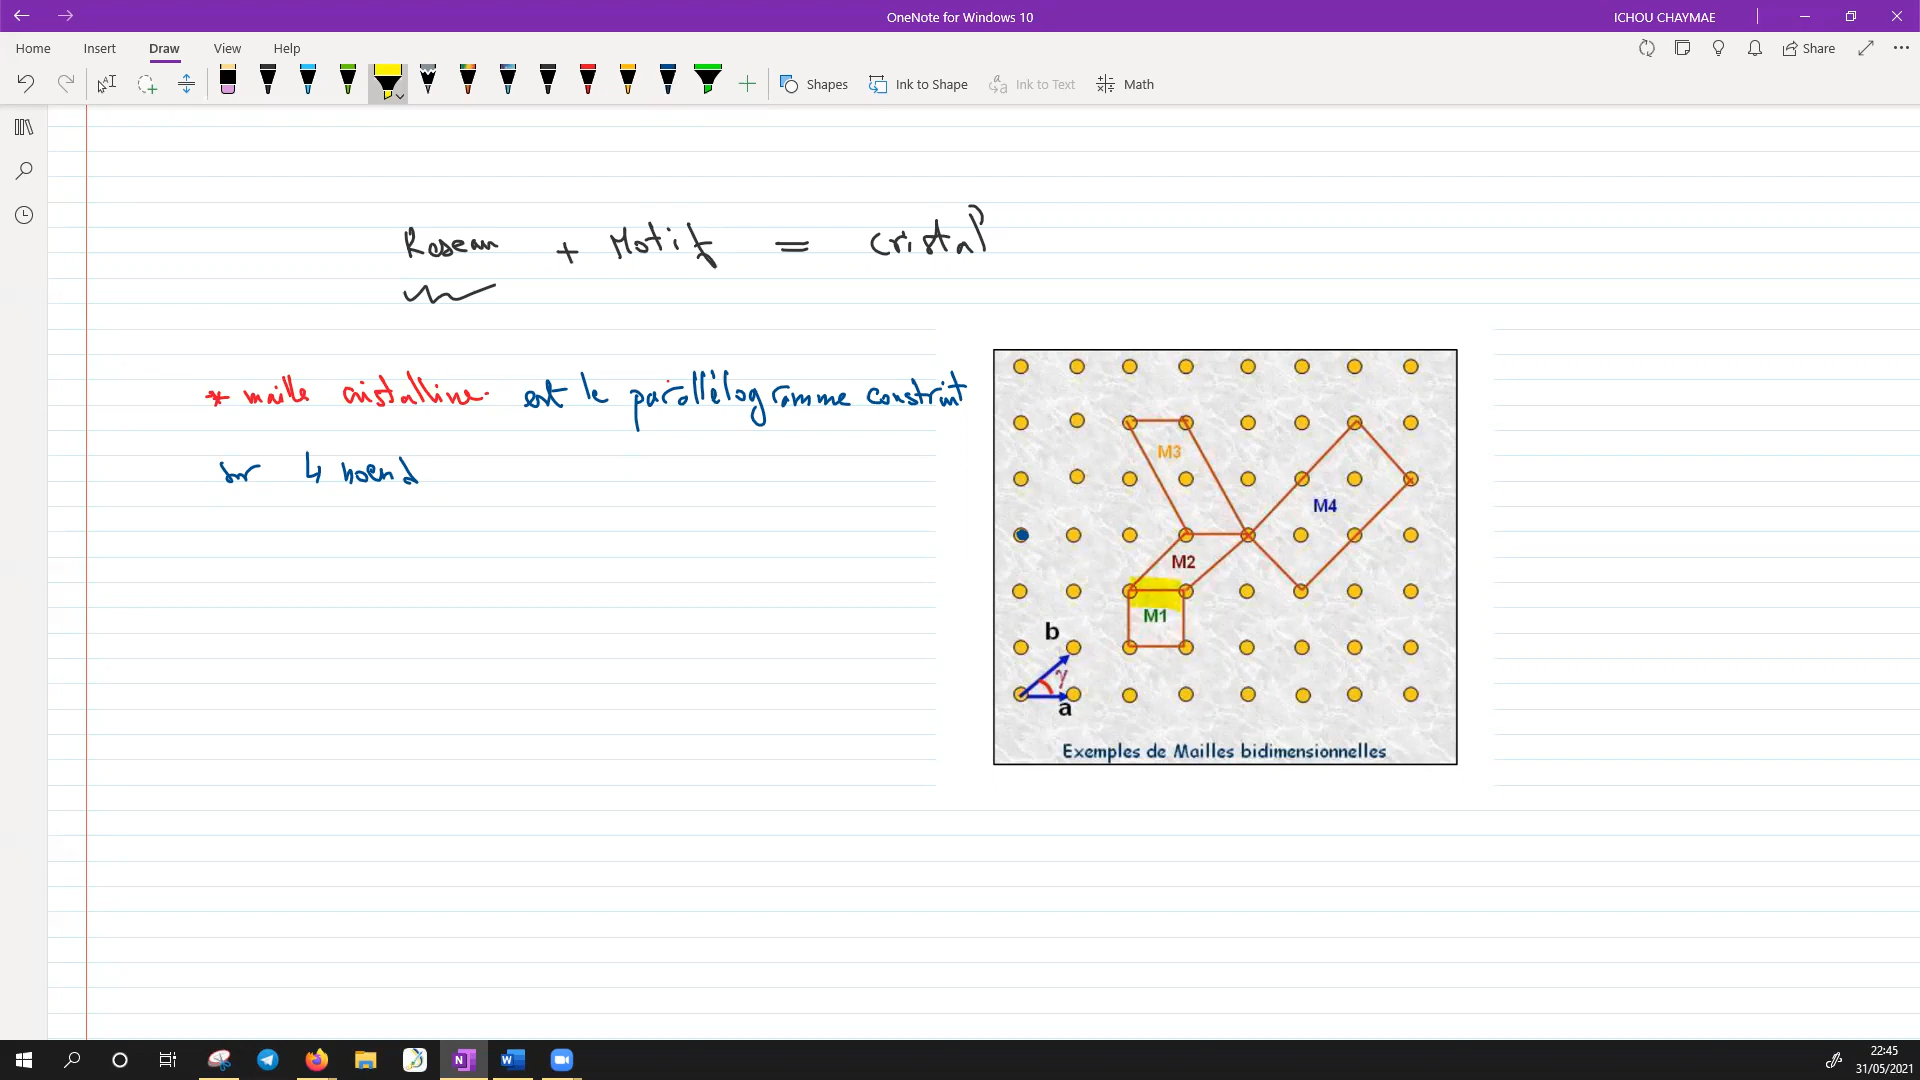 OneNote for Windows 10
ICHOU CHAYMAE
Home Insert Draw View Help
Share
Shapes Ink to Shape Ink to Text Math
Reseau + Motif = Cristal
* maille cristalline. est le parallélogramme construit
sur 4 noeud
M3
M4
M2
M1
b
γ
a
Exemples de Mailles bidimensionnelles
22:45
31/05/2021